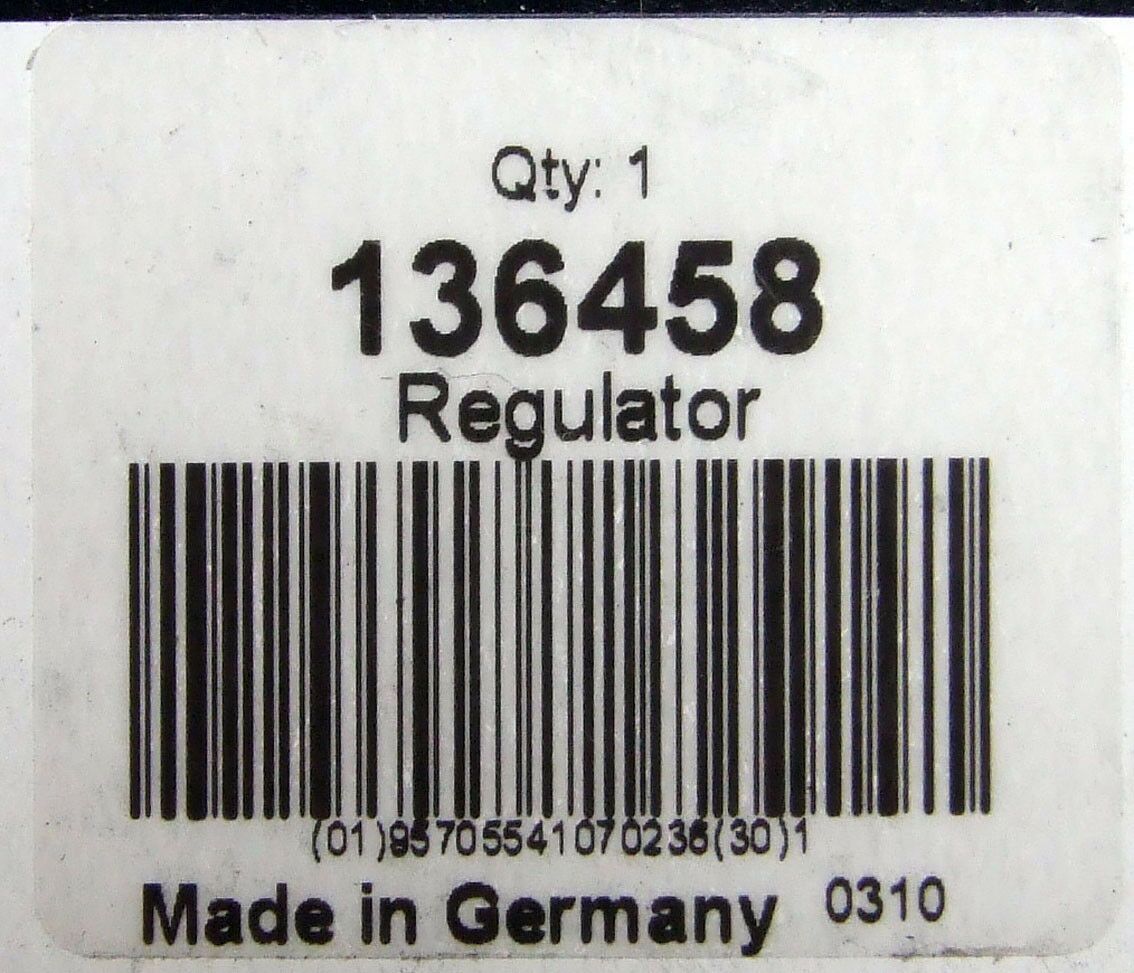 Qty: 1
136458
Regulator
(01)95705541070236(30)1
Made in Germany 0310